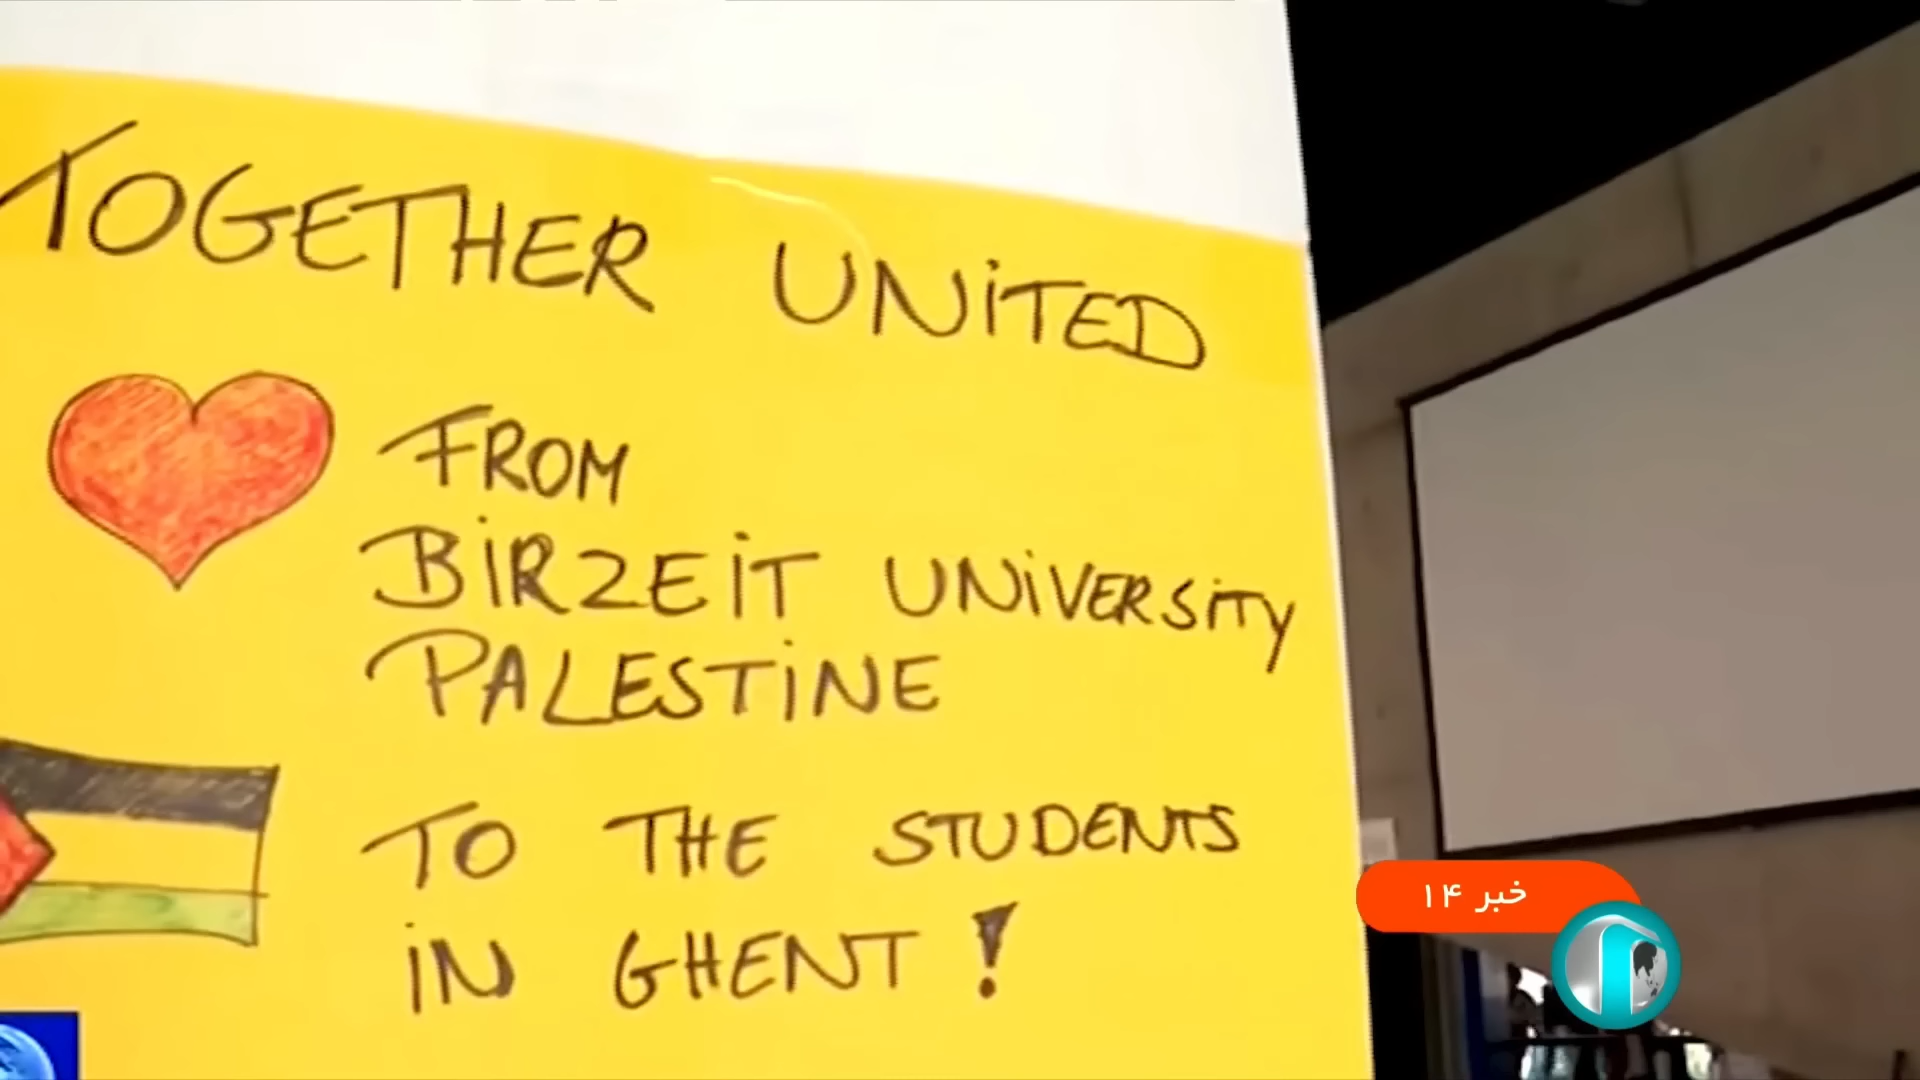 TOGETHER UNITED
FROM
BIRZEIT UNIVERSITY
PALESTINE
TO THE STUDENTS
IN GHENT!
خبر ۱۴